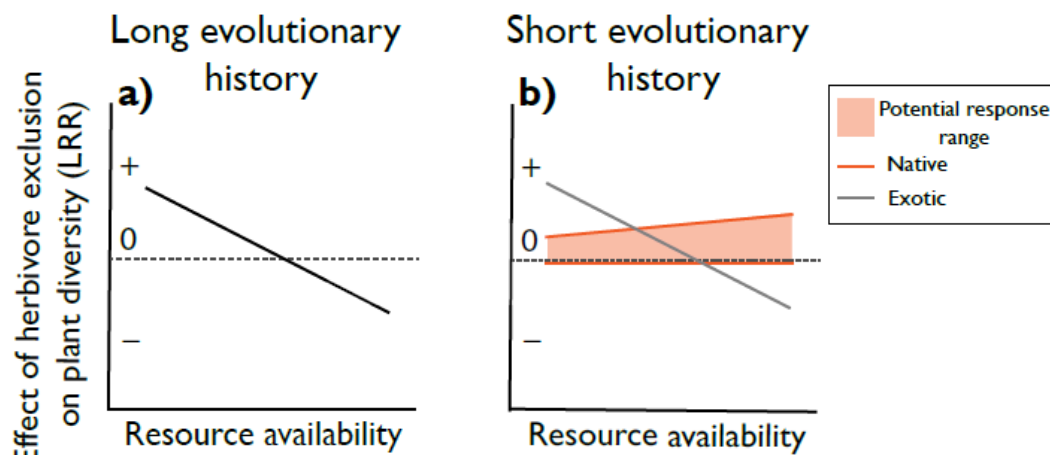 Long evolutionary
history
Short evolutionary
history
Effect of herbivore exclusion
on plant diversity (LRR)
a)
+
0
–
Resource availability
b)
+
0
–
Resource availability
Potential response
range
Native
Exotic